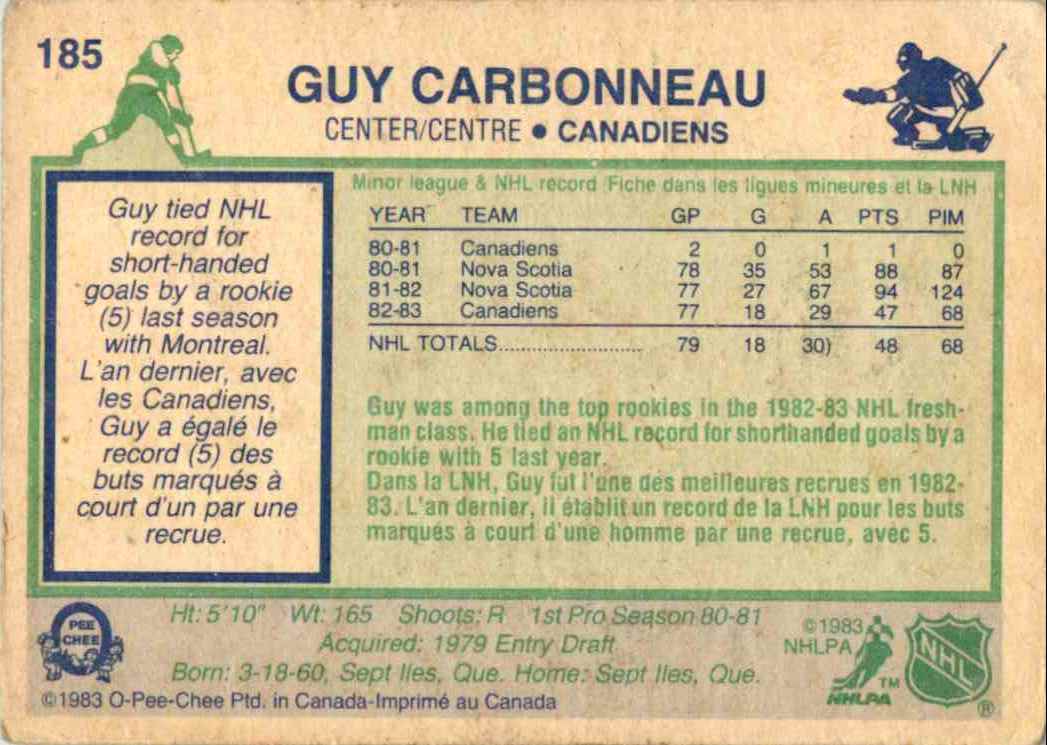 185
GUY CARBONNEAU
CENTER/CENTRE • CANADIENS
Guy tied NHL
record for
short-handed
goals by a rookie
(5) last season
with Montreal.
L'an dernier, avec
les Canadiens,
Guy a égalé le
record (5) des
buts marqués à
court d'un par une
recrue.
Minor league & NHL record/Fiche dans les ligues mineures et la LNH
YEAR TEAM GP G A PTS PIM
80-81 Canadiens 2 0 1 1 0
80-81 Nova Scotia 78 35 53 88 87
81-82 Nova Scotia 77 27 67 94 124
82-83 Canadiens 77 18 29 47 68
NHL TOTALS........................... 79 18 30) 48 68
Guy was among the top rookies in the 1982-83 NHL fresh-
man class. He tied an NHL record for shorthanded goals by a
rookie with 5 last year.
Dans la LNH, Guy fut l'une des meilleures recrues en 1982-
83. L'an dernier, il établit un record de la LNH pour les buts
marqués à court d'une homme par une recrue, avec 5.
O
PEE
CHEE
Ht: 5'10" Wt: 165 Shoots: R 1st Pro Season 80-81
Acquired: 1979 Entry Draft
Born: 3-18-60, Sept Iles, Que. Home: Sept Iles, Que.
©1983 O-Pee-Chee Ptd. in Canada-Imprimé au Canada
©1983
NHLPA
NHLPA
TM
NHL
®